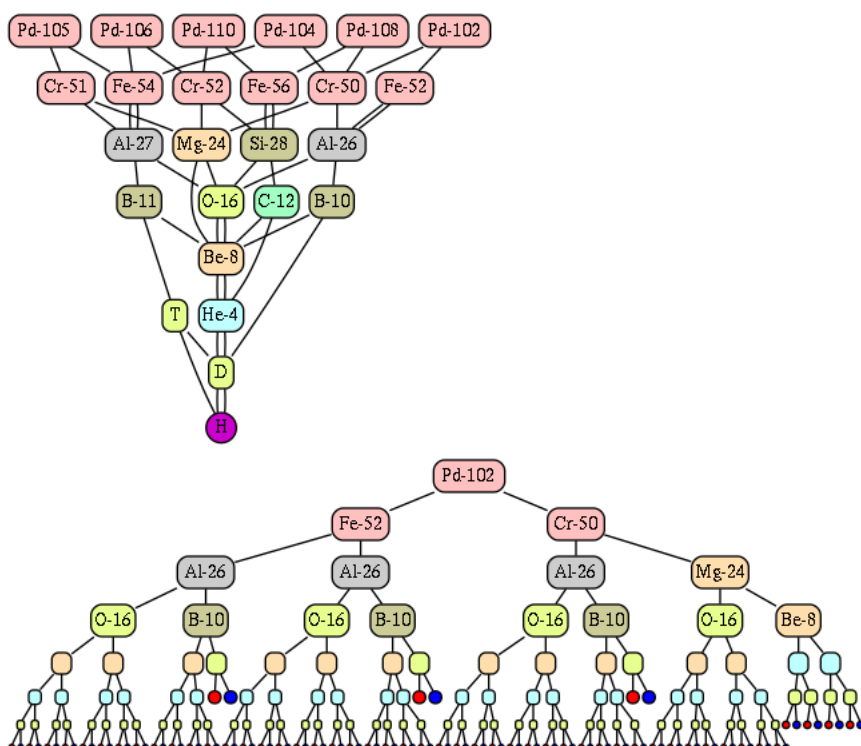 Pd-105 Pd-106 Pd-110 Pd-104 Pd-108 Pd-102
Cr-51 Fe-54 Cr-52 Fe-56 Cr-50 Fe-52
Al-27 Mg-24 Si-28 Al-26
B-11 O-16 C-12 B-10
Be-8
T He-4
D
H
Pd-102
Fe-52 Cr-50
Al-26 Al-26 Al-26 Mg-24
O-16 B-10 O-16 B-10 O-16 B-10 O-16 Be-8